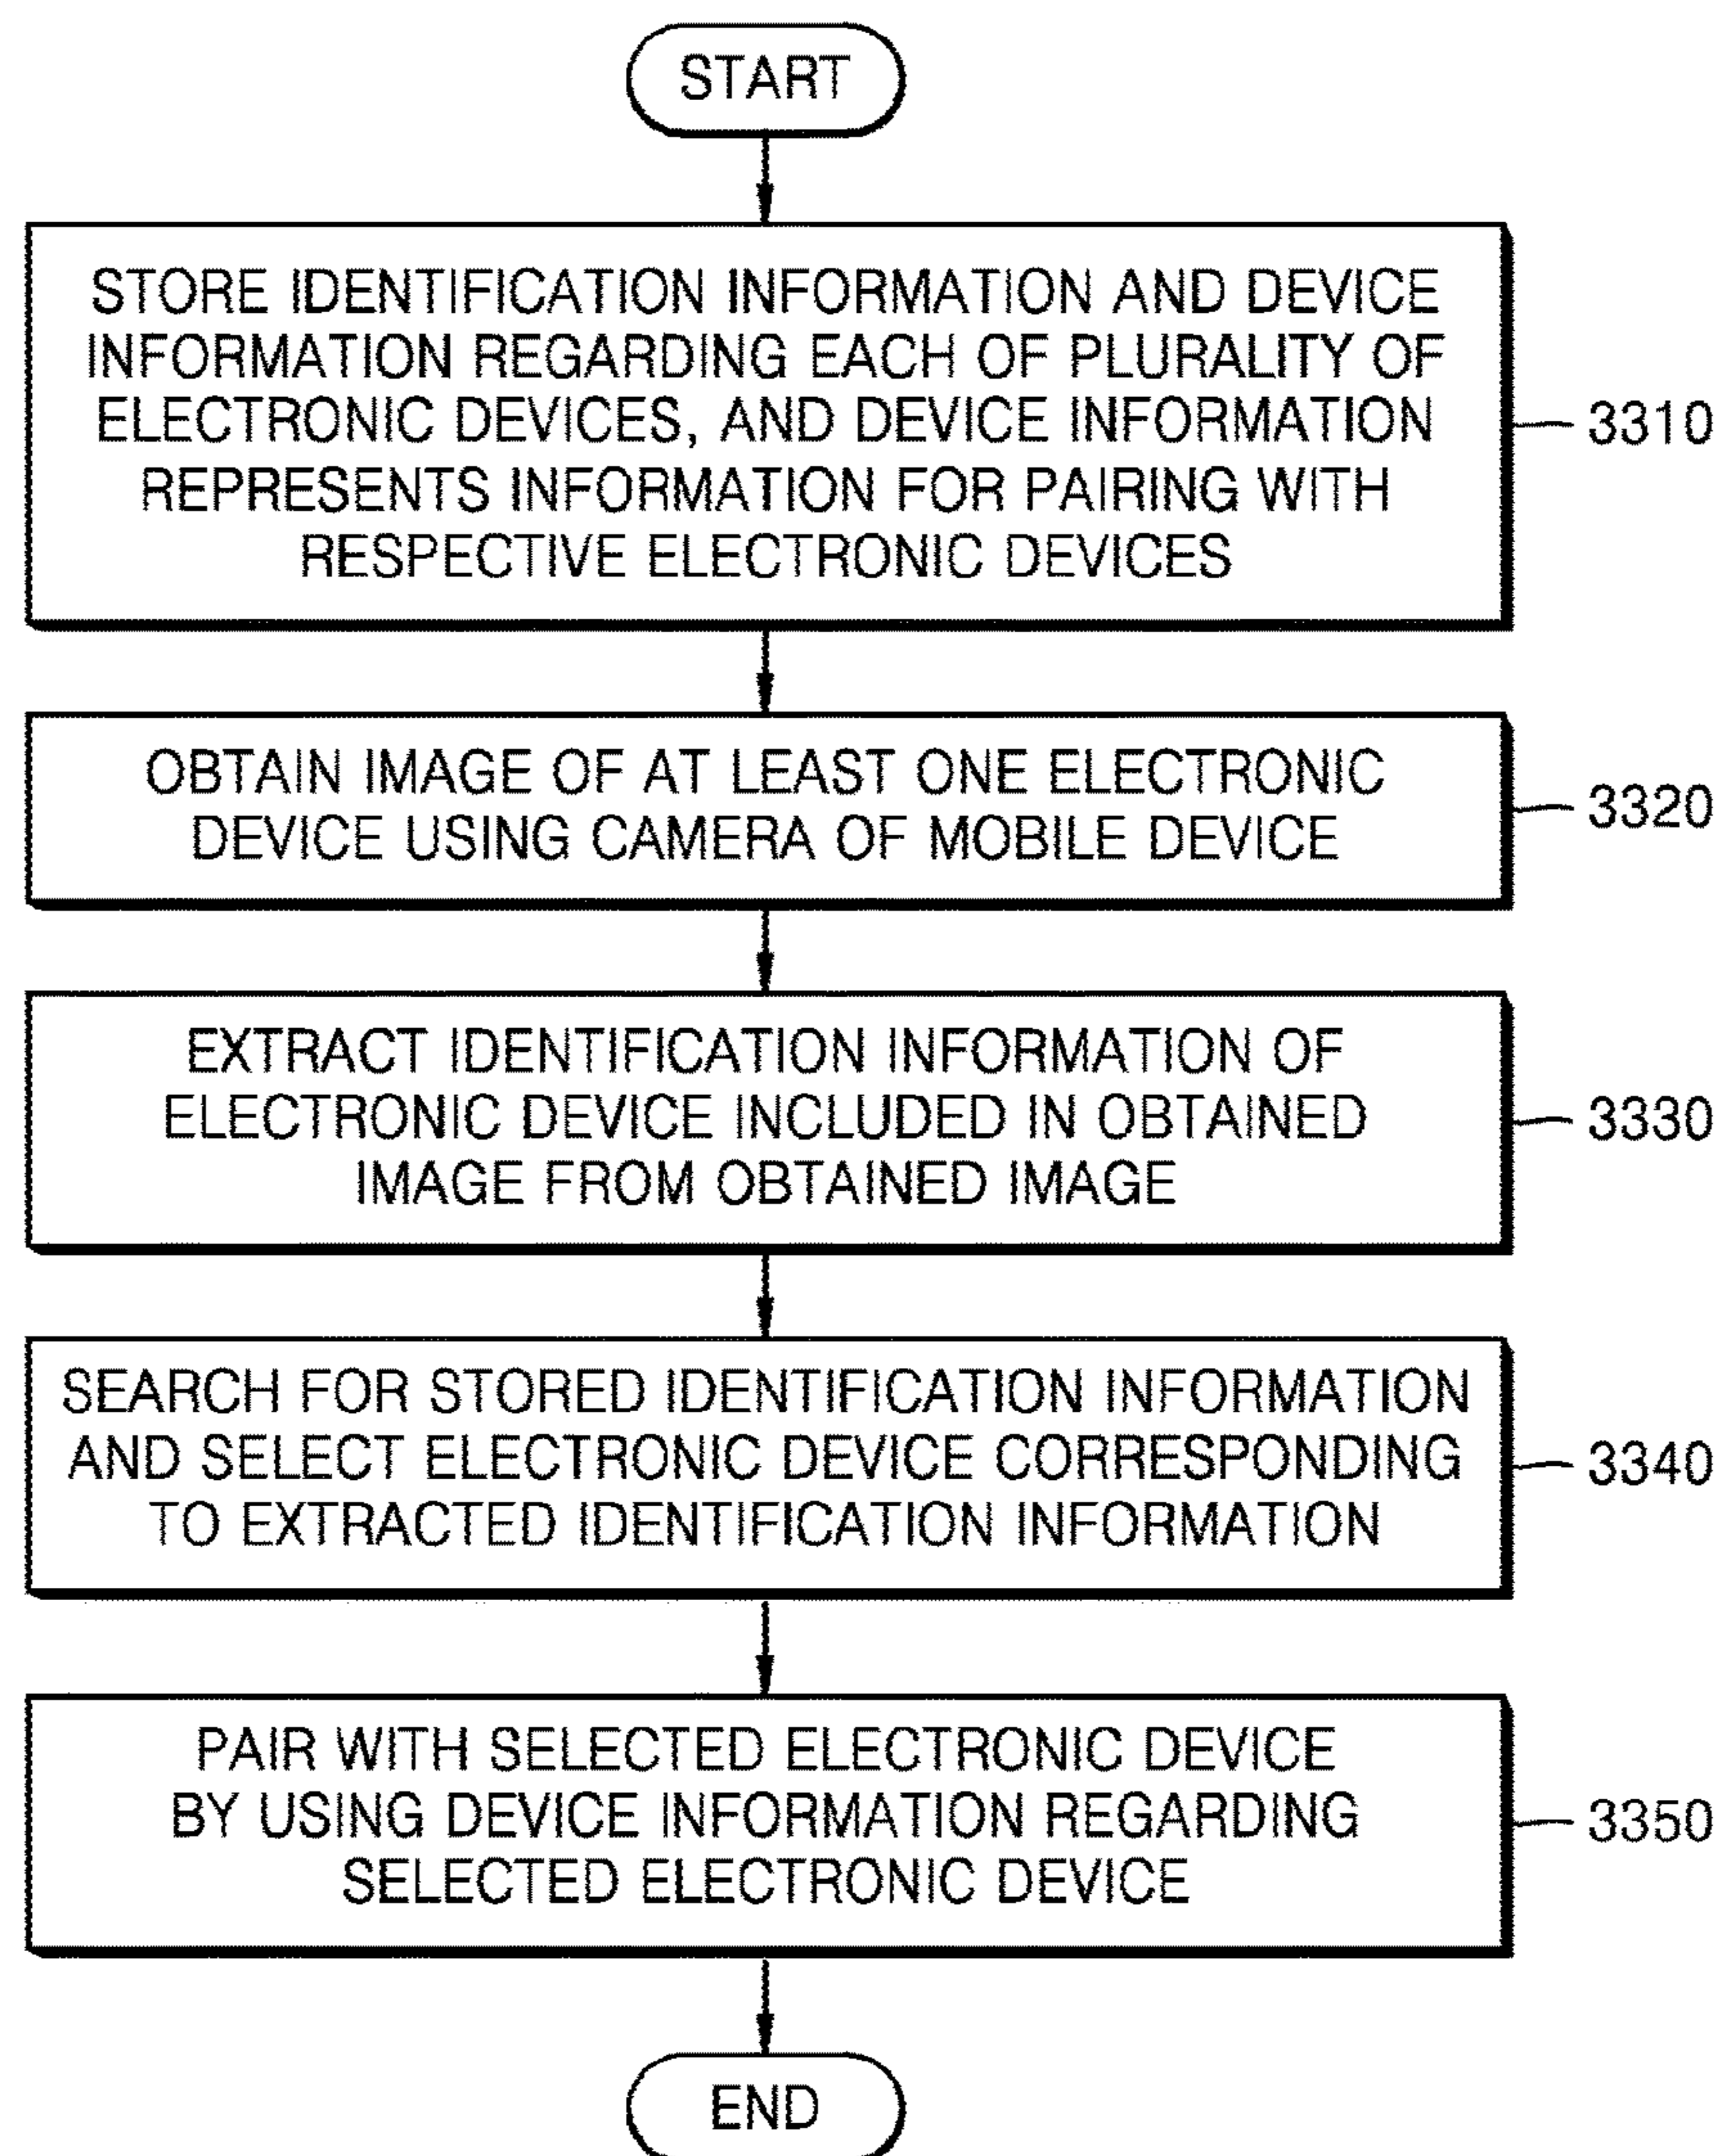 START
STORE IDENTIFICATION INFORMATION AND DEVICE
INFORMATION REGARDING EACH OF PLURALITY OF
ELECTRONIC DEVICES, AND DEVICE INFORMATION
REPRESENTS INFORMATION FOR PAIRING WITH
RESPECTIVE ELECTRONIC DEVICES
3310
OBTAIN IMAGE OF AT LEAST ONE ELECTRONIC
DEVICE USING CAMERA OF MOBILE DEVICE
3320
EXTRACT IDENTIFICATION INFORMATION OF
ELECTRONIC DEVICE INCLUDED IN OBTAINED
IMAGE FROM OBTAINED IMAGE
3330
SEARCH FOR STORED IDENTIFICATION INFORMATION
AND SELECT ELECTRONIC DEVICE CORRESPONDING
TO EXTRACTED IDENTIFICATION INFORMATION
3340
PAIR WITH SELECTED ELECTRONIC DEVICE
BY USING DEVICE INFORMATION REGARDING
SELECTED ELECTRONIC DEVICE
3350
END